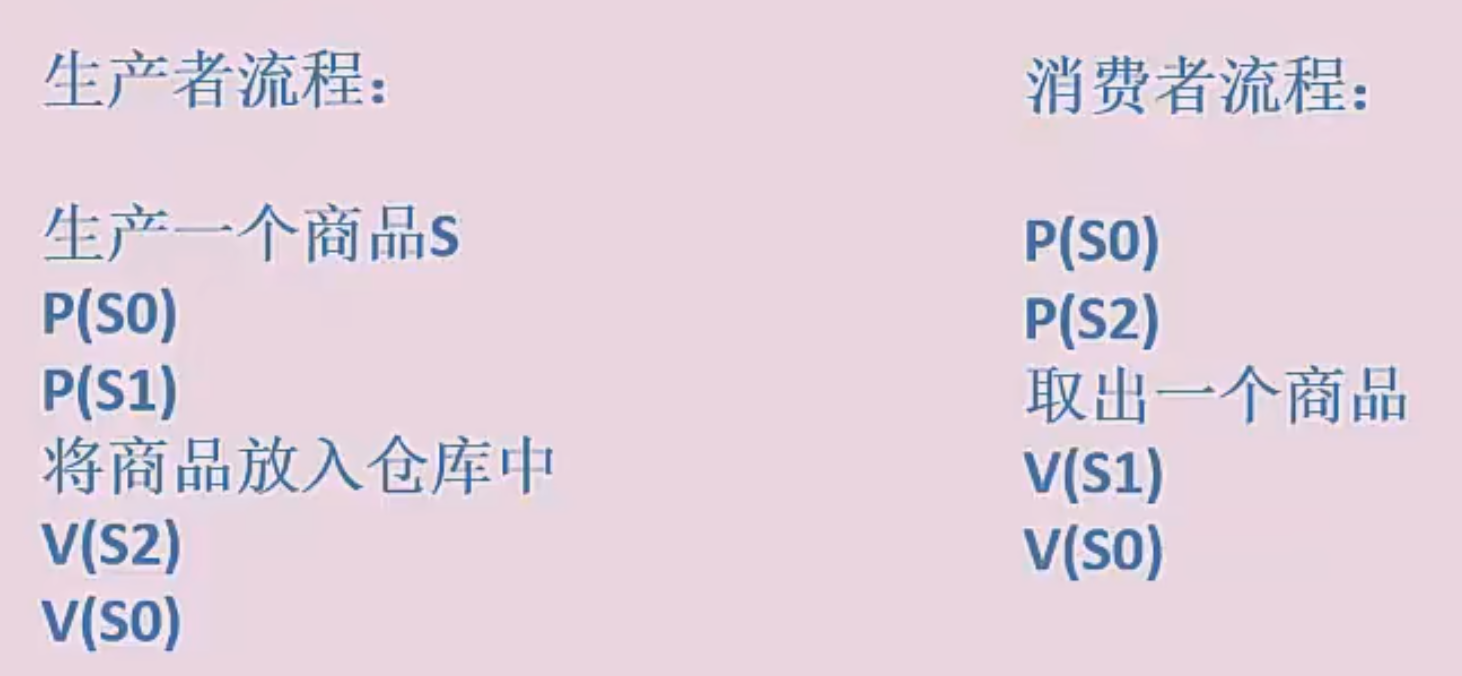 生产者流程：
生产一个商品S
P(S0)
P(S1)
将商品放入仓库中
V(S2)
V(S0)
消费者流程：
P(S0)
P(S2)
取出一个商品
V(S1)
V(S0)